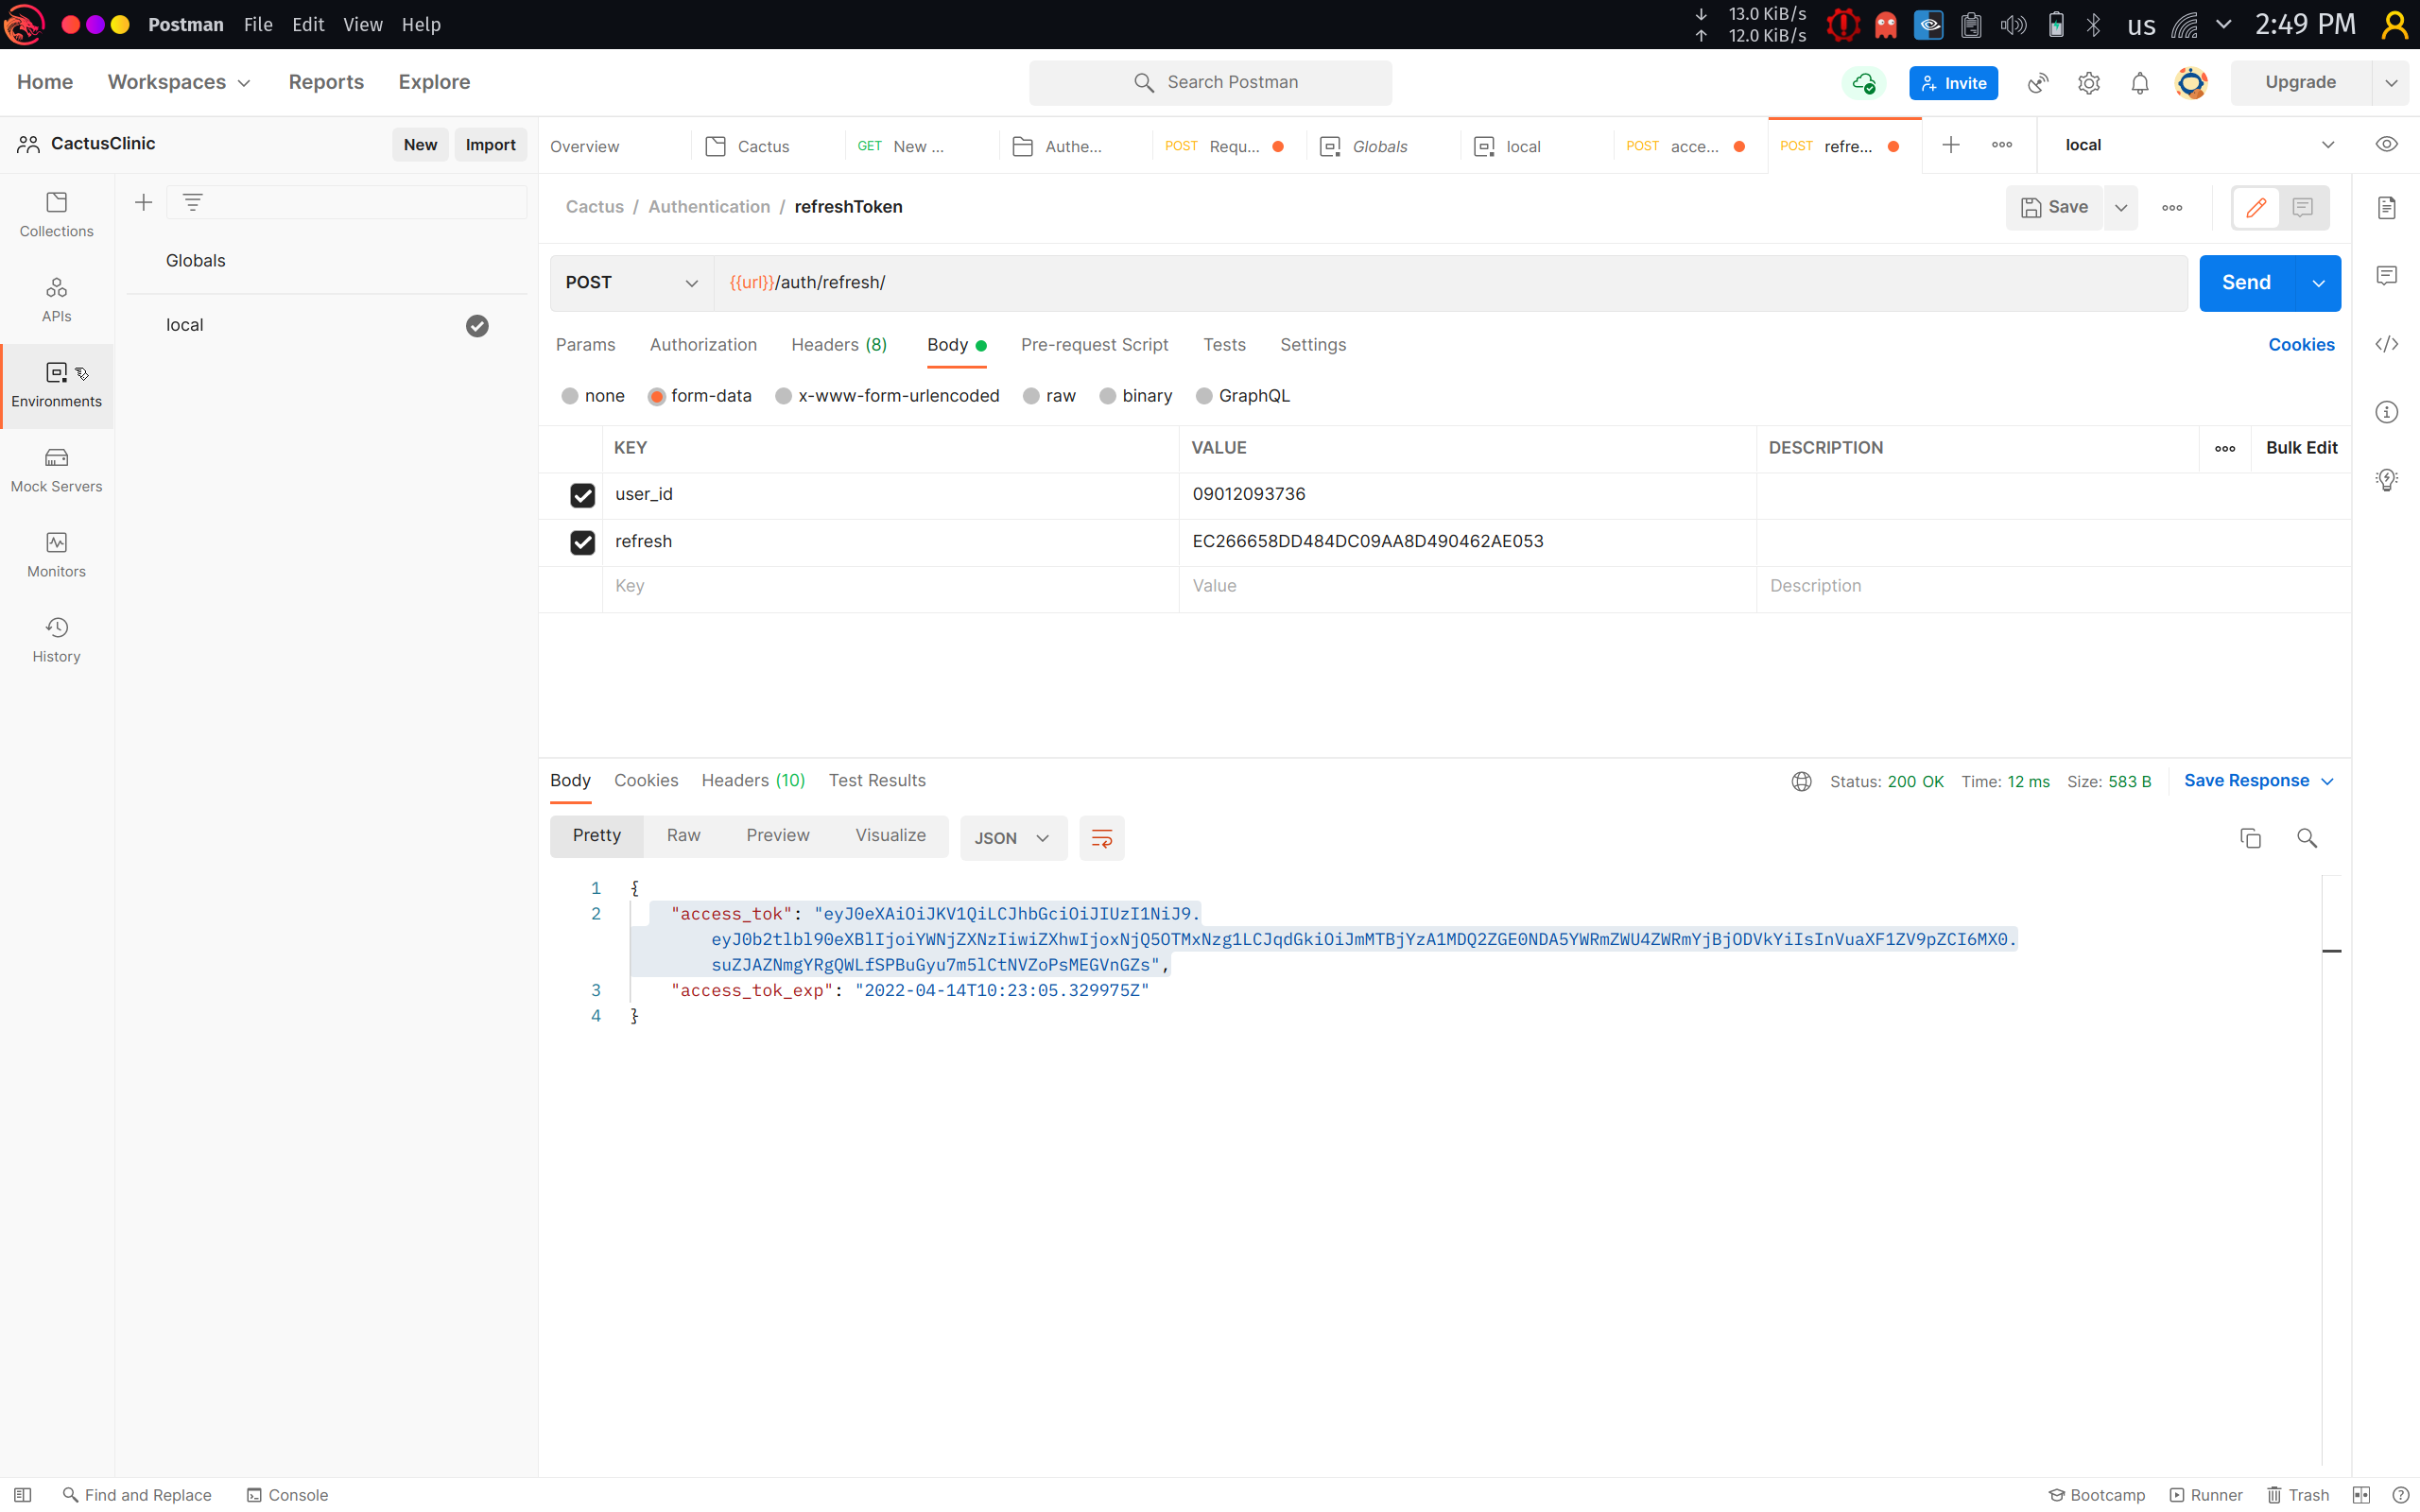 Postman File Edit View Help
13.0 KiB/s
12.0 KiB/s
us
2:49 PM
Home Workspaces Reports Explore
Search Postman
Invite
Upgrade
CactusClinic
New Import
Overview Cactus GET New ... Authe... POST Requ... Globals local POST acce... POST refre... local
Collections
APIs
Environments
Mock Servers
Monitors
History
Globals
local
Cactus / Authentication / refreshToken
Save
POST {{url}}/auth/refresh/
Send
Params Authorization Headers (8) Body Pre-request Script Tests Settings Cookies
none form-data x-www-form-urlencoded raw binary GraphQL
KEY VALUE DESCRIPTION Bulk Edit
user_id 09012093736
refresh EC266658DD484DC09AA8D490462AE053
Key Value Description
Body Cookies Headers (10) Test Results
Status: 200 OK Time: 12 ms Size: 583 B Save Response
Pretty Raw Preview Visualize JSON
1 {
2 "access_tok": "eyJ0eXAiOiJKV1QiLCJhbGciOiJIUzI1NiJ9.
eyJ0b2tlbl90eXBlIjoiYWNjZXNzIiwiZXhwIjoxNjQ5OTMxNzg1LCJqdGkiOiJmMTBjYzA1MDQ2ZGE0NDA5YWRmZWU4ZWRmYjBjODVkYiIsInVuaXF1ZV9pZCI6MX0.
suZJAZNmgYRgQWLfSPBuGyu7m5lCtNVZoPsMEGVnGZs",
3 "access_tok_exp": "2022-04-14T10:23:05.329975Z"
4 }
Find and Replace Console
Bootcamp Runner Trash